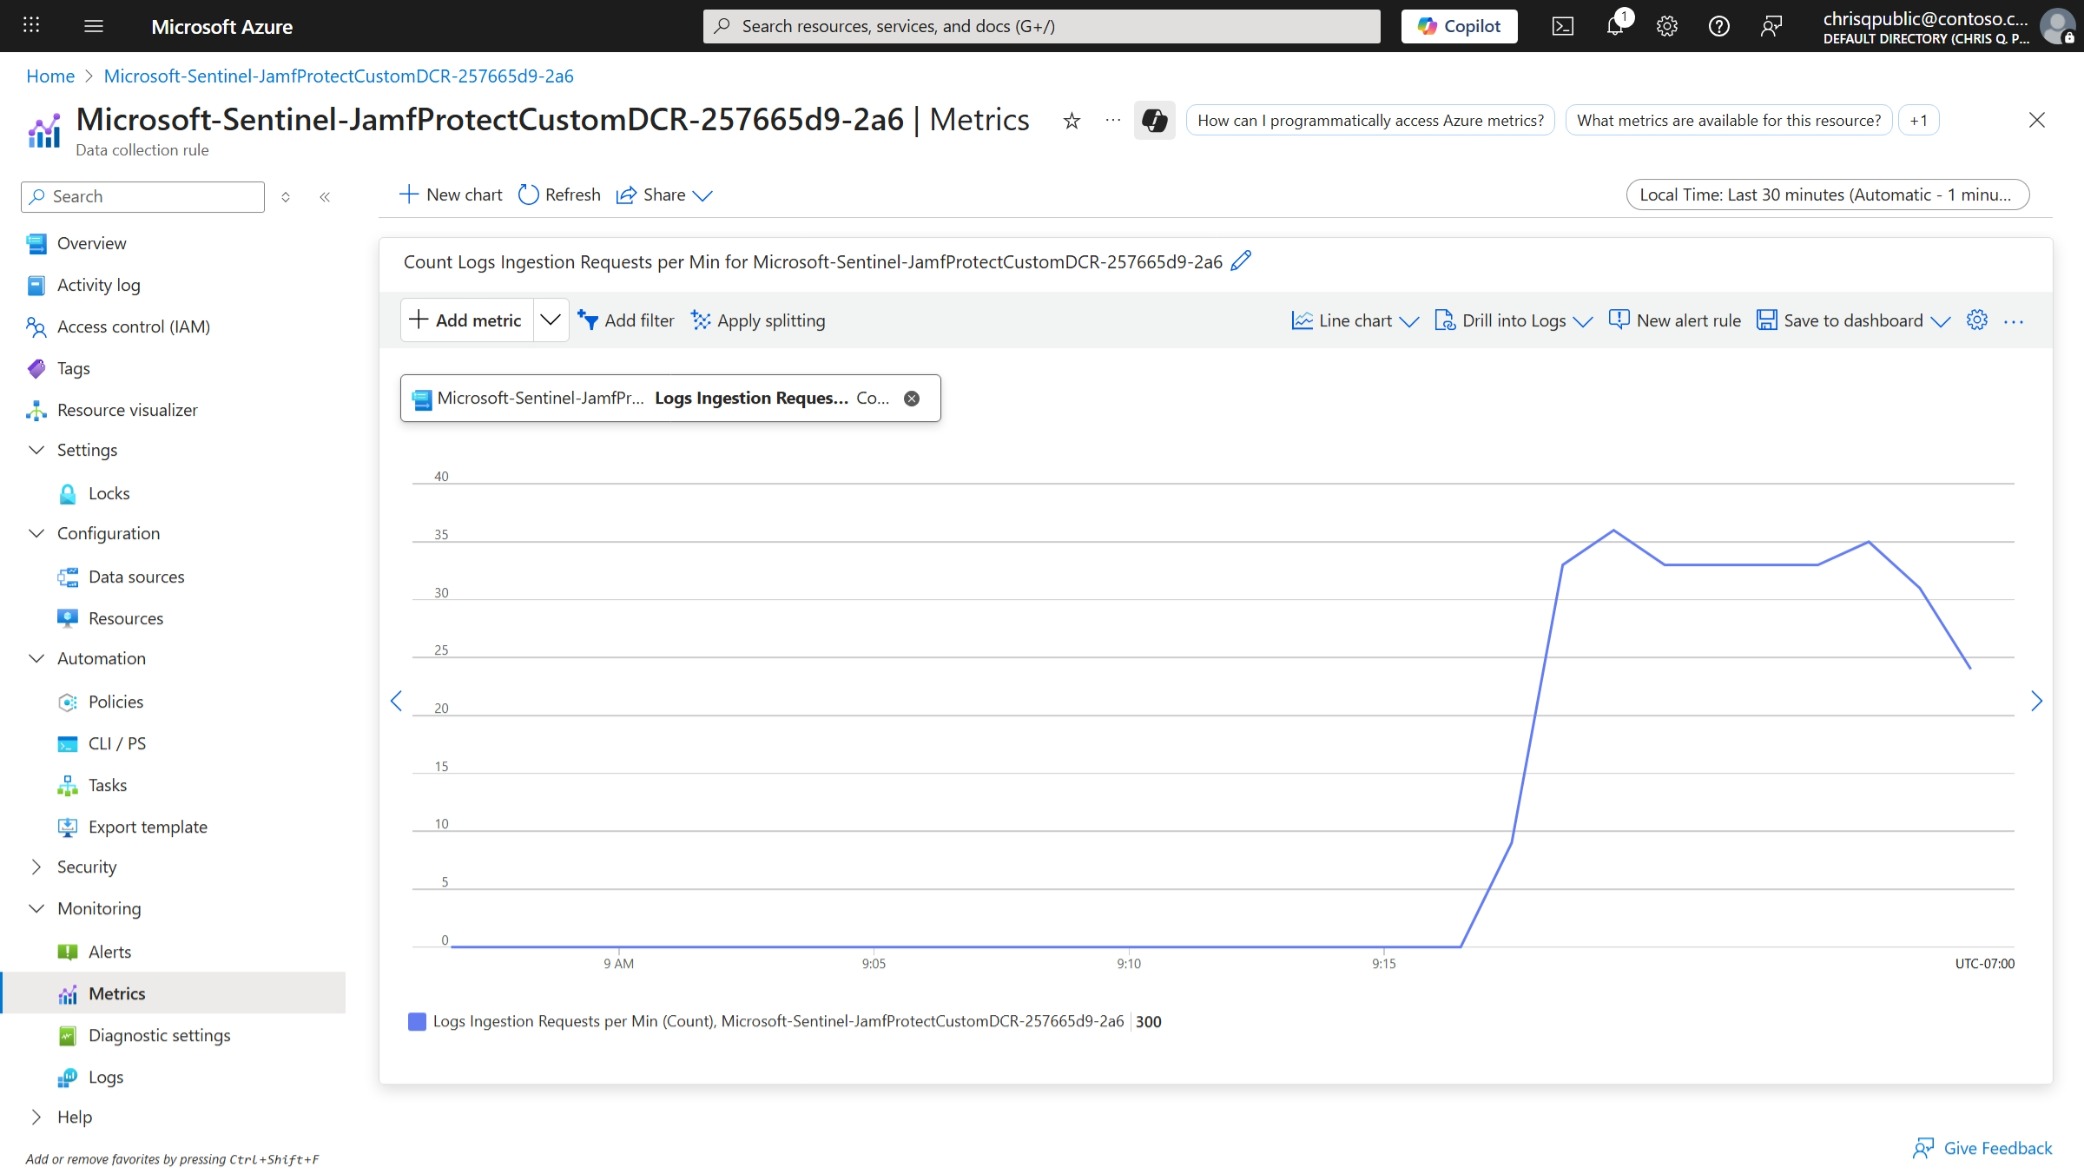 Microsoft Azure
Search resources, services, and docs (G+/)
Copilot
1
chrisqpublic@contoso.c...
DEFAULT DIRECTORY (CHRIS Q. P...
Home > Microsoft-Sentinel-JamfProtectCustomDCR-257665d9-2a6
Microsoft-Sentinel-JamfProtectCustomDCR-257665d9-2a6 | Metrics
...
How can I programmatically access Azure metrics?
What metrics are available for this resource?
+1
Data collection rule
Search
New chart
Refresh
Share
Local Time: Last 30 minutes (Automatic - 1 minu...
Overview
Activity log
Access control (IAM)
Tags
Resource visualizer
Settings
Locks
Configuration
Data sources
Resources
Automation
Policies
CLI / PS
Tasks
Export template
Security
Monitoring
Alerts
Metrics
Diagnostic settings
Logs
Help
Add or remove favorites by pressing Ctrl+Shift+F
Count Logs Ingestion Requests per Min for Microsoft-Sentinel-JamfProtectCustomDCR-257665d9-2a6
Add metric
Add filter
Apply splitting
Line chart
Drill into Logs
New alert rule
Save to dashboard
...
Microsoft-Sentinel-JamfPr... Logs Ingestion Reques... Co...
40
35
30
25
20
15
10
5
0
9 AM
9:05
9:10
9:15
UTC-07:00
Logs Ingestion Requests per Min (Count), Microsoft-Sentinel-JamfProtectCustomDCR-257665d9-2a6 | 300
Give Feedback